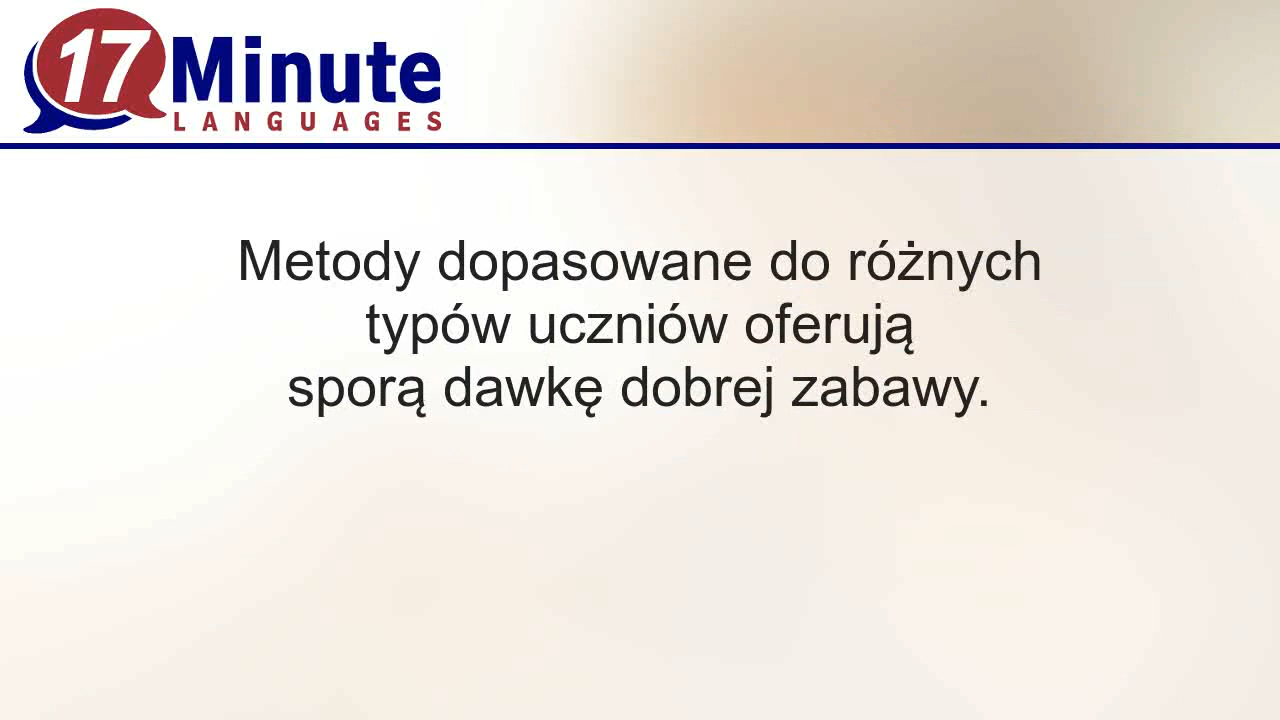 17 Minute
LANGUAGES
Metody dopasowane do różnych
typów uczniów oferują
sporą dawkę dobrej zabawy.